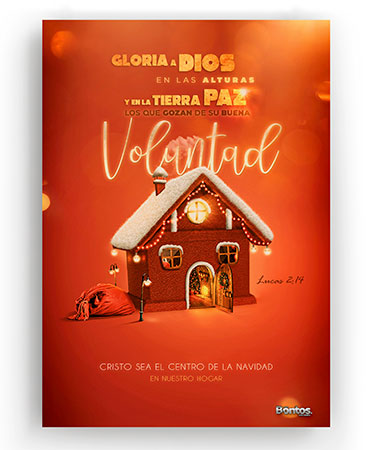 GLORIA A DIOS
EN LAS ALTURAS
Y EN LA TIERRA PAZ
LOS QUE GOZAN DE SU BUENA
Voluntad
Lucas 2:14
CRISTO SEA EL CENTRO DE LA NAVIDAD
EN NUESTRO HOGAR
Bontos